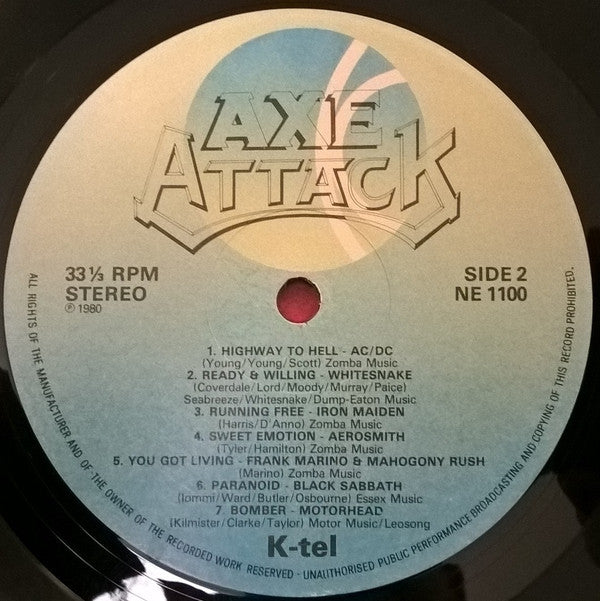 AXE
ATTACK
33⅓ RPM
STEREO
℗ 1980
SIDE 2
NE 1100
1. HIGHWAY TO HELL - AC/DC
(Young/Young/Scott) Zomba Music
2. READY & WILLING - WHITESNAKE
(Coverdale/Lord/Moody/Murray/Paice)
Seabreeze/Whitesnake/Dump-Eaton Music
3. RUNNING FREE - IRON MAIDEN
(Harris/D'Anno) Zomba Music
4. SWEET EMOTION - AEROSMITH
(Tyler/Hamilton) Zomba Music
5. YOU GOT LIVING - FRANK MARINO & MAHOGONY RUSH
(Marino) Zomba Music
6. PARANOID - BLACK SABBATH
(Iommi/Ward/Butler/Osbourne) Essex Music
7. BOMBER - MOTORHEAD
(Kilmister/Clarke/Taylor) Motor Music/Leosong
K-tel
ALL RIGHTS OF THE MANUFACTURER AND OF THE OWNER OF THE RECORDED WORK RESERVED - UNAUTHORISED PUBLIC PERFORMANCE BROADCASTING AND COPYING OF THIS RECORD PROHIBITED.